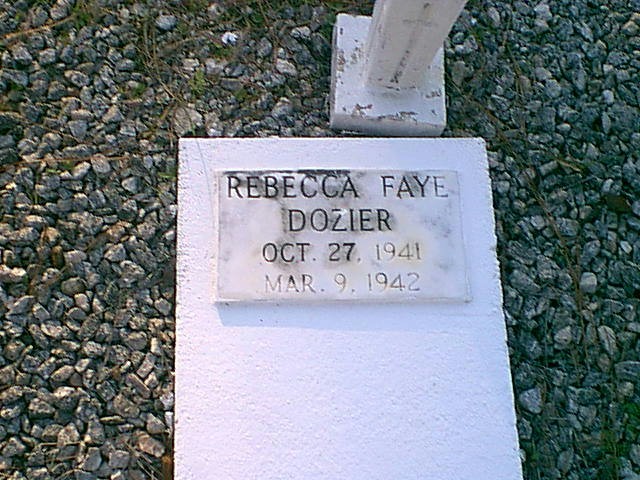 REBECCA FAYE
DOZIER
OCT. 27, 1941
MAR. 9, 1942